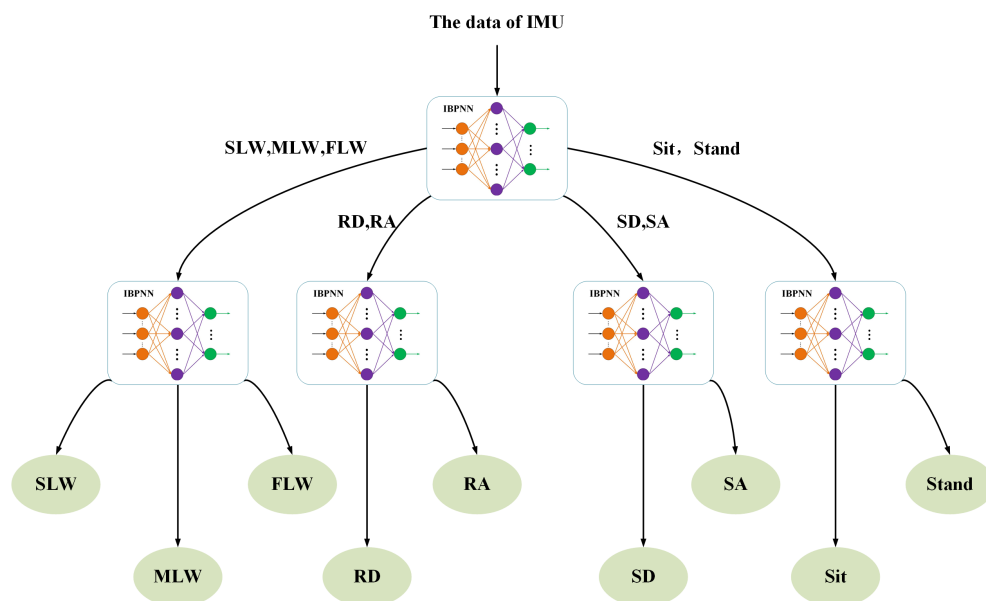 The data of IMU
IBPNN
SLW,MLW,FLW
Sit，Stand
RD,RA
SD,SA
IBPNN
IBPNN
IBPNN
IBPNN
SLW
FLW
RA
SA
Stand
MLW
RD
SD
Sit